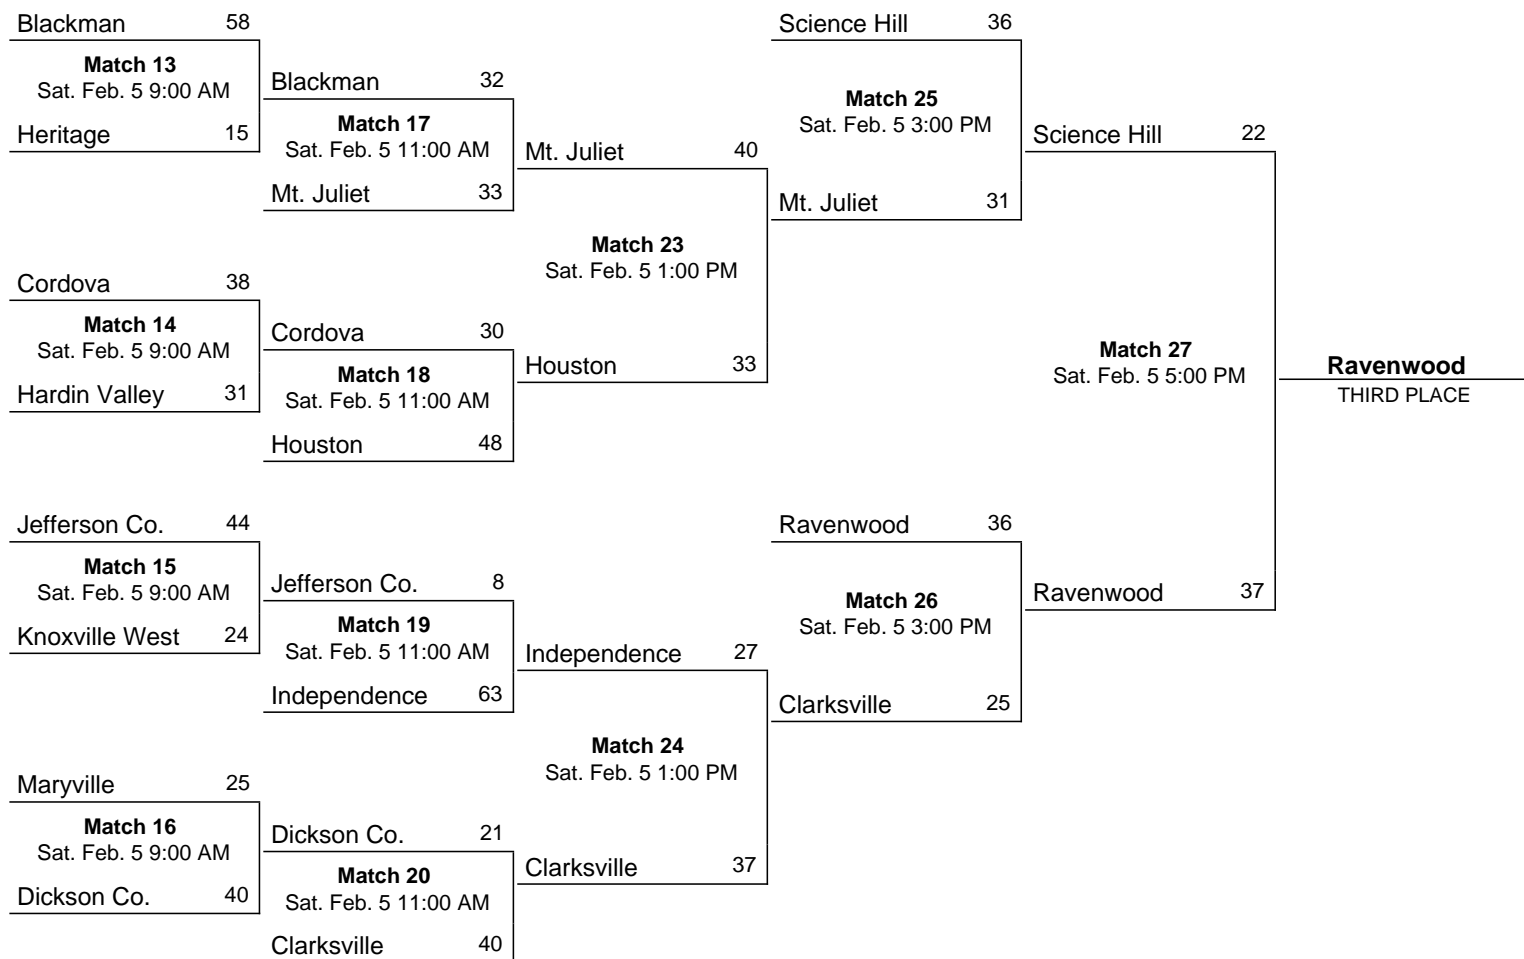 Blackman 58
Match 13
Sat. Feb. 5 9:00 AM
Heritage 15
Cordova 38
Match 14
Sat. Feb. 5 9:00 AM
Hardin Valley 31
Jefferson Co. 44
Match 15
Sat. Feb. 5 9:00 AM
Knoxville West 24
Maryville 25
Match 16
Sat. Feb. 5 9:00 AM
Dickson Co. 40
Blackman 32
Match 17
Sat. Feb. 5 11:00 AM
Mt. Juliet 33
Cordova 30
Match 18
Sat. Feb. 5 11:00 AM
Houston 48
Jefferson Co. 8
Match 19
Sat. Feb. 5 11:00 AM
Independence 63
Dickson Co. 21
Match 20
Sat. Feb. 5 11:00 AM
Clarksville 40
Mt. Juliet 40
Match 23
Sat. Feb. 5 1:00 PM
Houston 33
Independence 27
Match 24
Sat. Feb. 5 1:00 PM
Clarksville 37
Science Hill 36
Match 25
Sat. Feb. 5 3:00 PM
Mt. Juliet 31
Ravenwood 36
Match 26
Sat. Feb. 5 3:00 PM
Clarksville 25
Science Hill 22
Match 27
Sat. Feb. 5 5:00 PM
Ravenwood 37
Ravenwood
THIRD PLACE